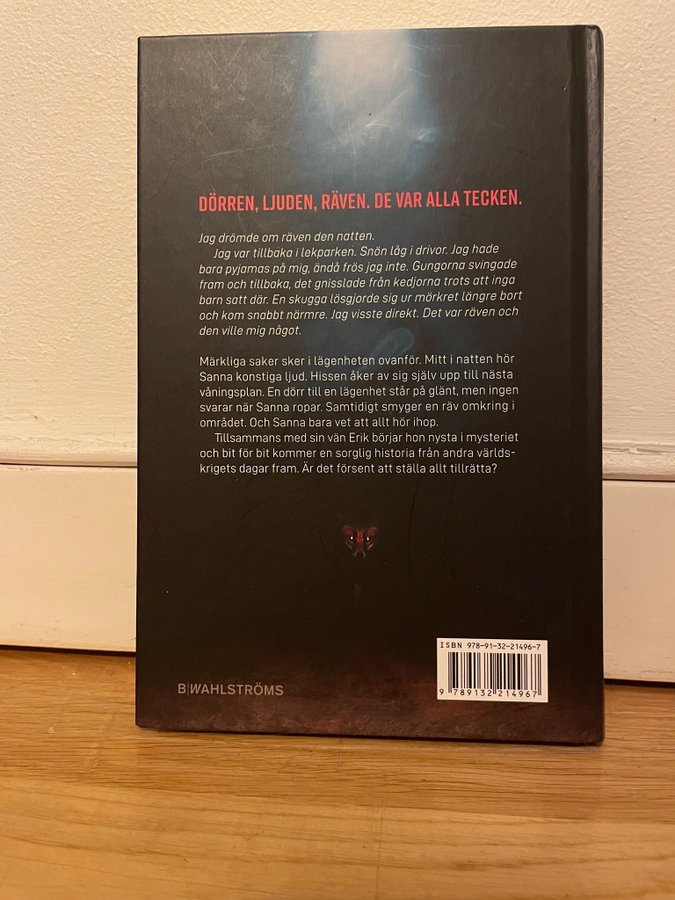 DÖRREN, LJUDEN, RÄVEN. DE VAR ALLA TECKEN.
Jag drömde om räven den natten.
Jag var tillbaka i lekparken. Snön låg i drivor. Jag hade
bara pyjamas på mig, ändå frös jag inte. Gungorna svingade
fram och tillbaka, det gnisslade från kedjorna trots att inga
barn satt där. En skugga lösgjorde sig ur mörkret längre bort
och kom snabbt närmre. Jag visste direkt. Det var räven och
den ville mig något.
Märkliga saker sker i lägenheten ovanför. Mitt i natten hör
Sanna konstiga ljud. Hissen åker av sig själv upp till nästa
våningsplan. En dörr till en lägenhet står på glänt, men ingen
svarar när Sanna ropar. Samtidigt smyger en räv omkring i
området. Och Sanna bara vet att allt hör ihop.
Tillsammans med sin vän Erik börjar hon nysta i mysteriet
och bit för bit kommer en sorglig historia från andra världs-
krigets dagar fram. Är det försent att ställa allt tillrätta?
ISBN 978-91-32-21496-7
9 789132 214967
B WAHLSTRÖMS